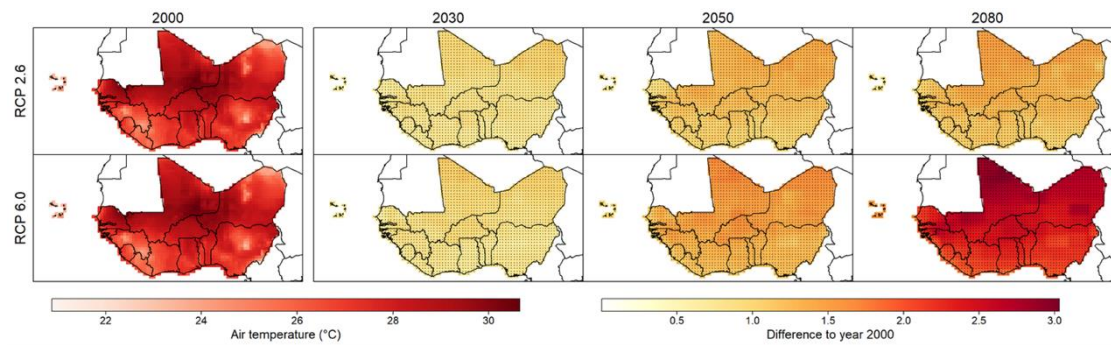 2000 2030 2050 2080
RCP 2.6
RCP 6.0
22 24 26 28 30
Air temperature (°C)
0.5 1.0 1.5 2.0 2.5 3.0
Difference to year 2000